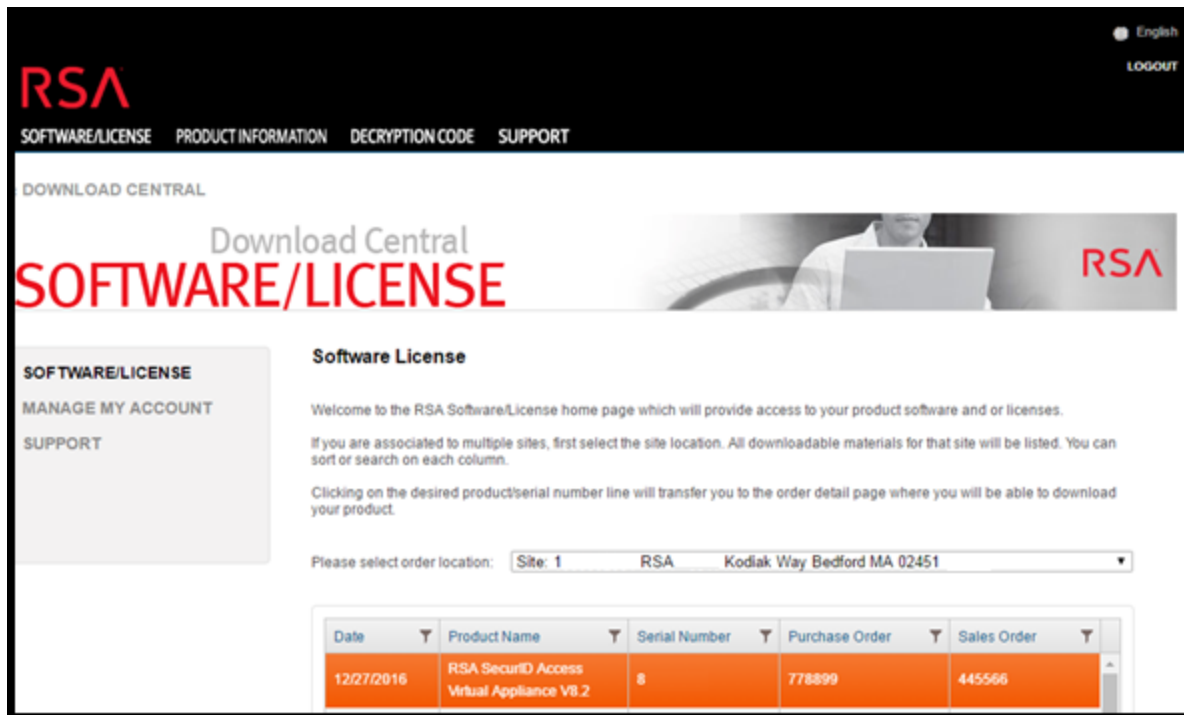 English
LOGOUT
RSA
SOFTWARE/LICENSE PRODUCT INFORMATION DECRYPTION CODE SUPPORT
DOWNLOAD CENTRAL
Download Central
SOFTWARE/LICENSE
RSA
SOFTWARE/LICENSE
MANAGE MY ACCOUNT
SUPPORT
Software License
Welcome to the RSA Software/License home page which will provide access to your product software and or licenses.
If you are associated to multiple sites, first select the site location. All downloadable materials for that site will be listed. You can
sort or search on each column.
Clicking on the desired product/serial number line will transfer you to the order detail page where you will be able to download
your product.
Please select order location: Site: 1 RSA Kodiak Way Bedford MA 02451
Date Product Name Serial Number Purchase Order Sales Order
12/27/2016 RSA SecurID Access 8 778899 445566
Virtual Appliance V8.2